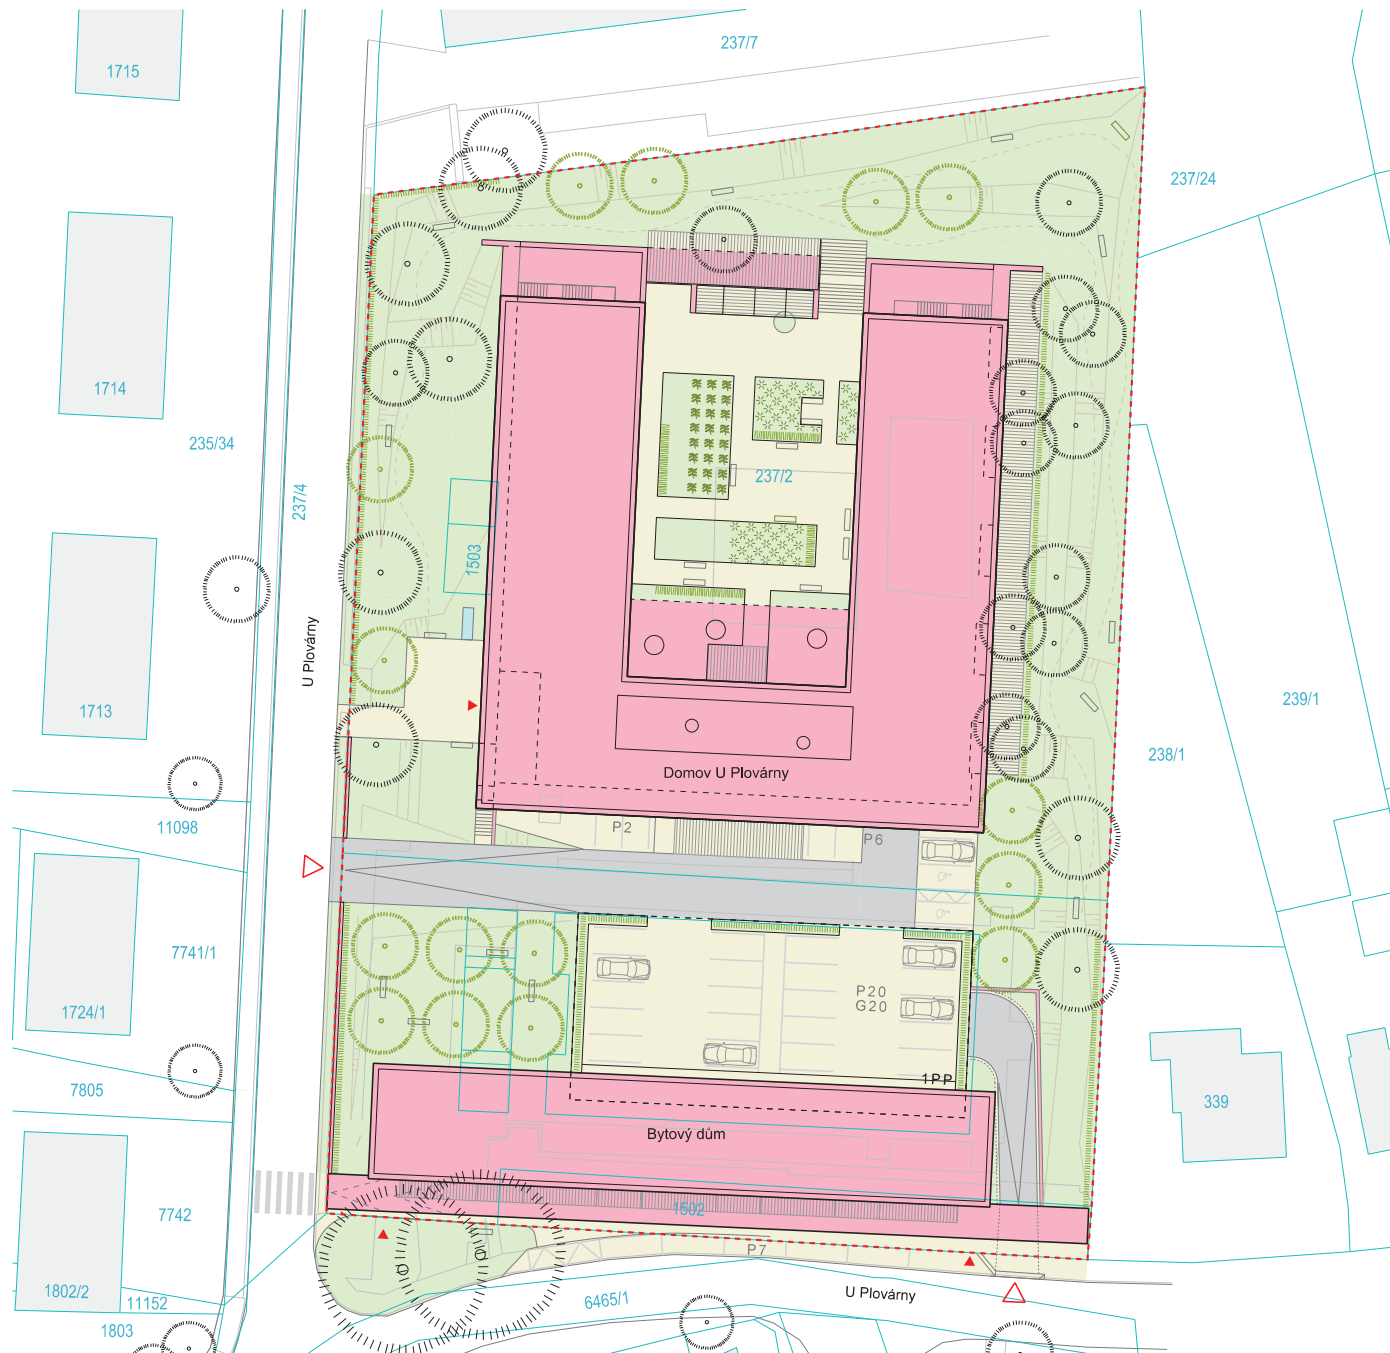 237/7
1715
237/24
1714
235/34
237/4
237/2
1503
U Plovárny
1713
239/1
238/1
Domov U Plovárny
P2
P6
11098
7741/1
1724/1
P20
G20
1PP
7805
339
Bytový dům
7742
1502
P7
1802/2
11152
6465/1
U Plovárny
1803